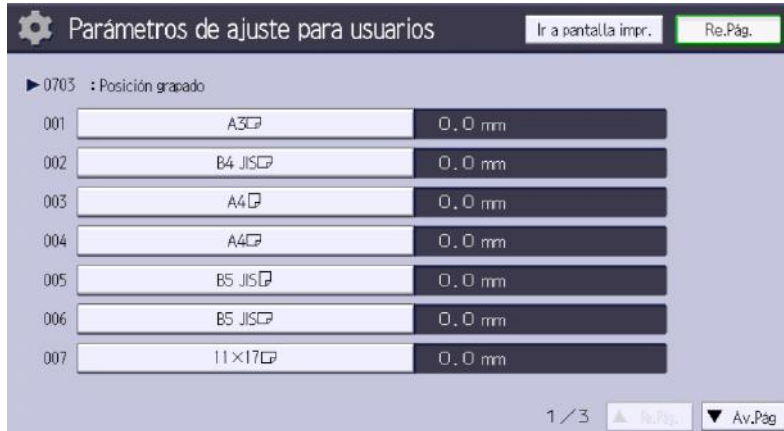 Parámetros de ajuste para usuarios
Ir a pantalla impr.
Re.Pág.
►0703 : Posición grapado
001 A3 0.0 mm
002 B4 JIS 0.0 mm
003 A4 0.0 mm
004 A4 0.0 mm
005 B5 JIS 0.0 mm
006 B5 JIS 0.0 mm
007 11×17 0.0 mm
1/3 ▲ Re.Pág. ▼ Av.Pág